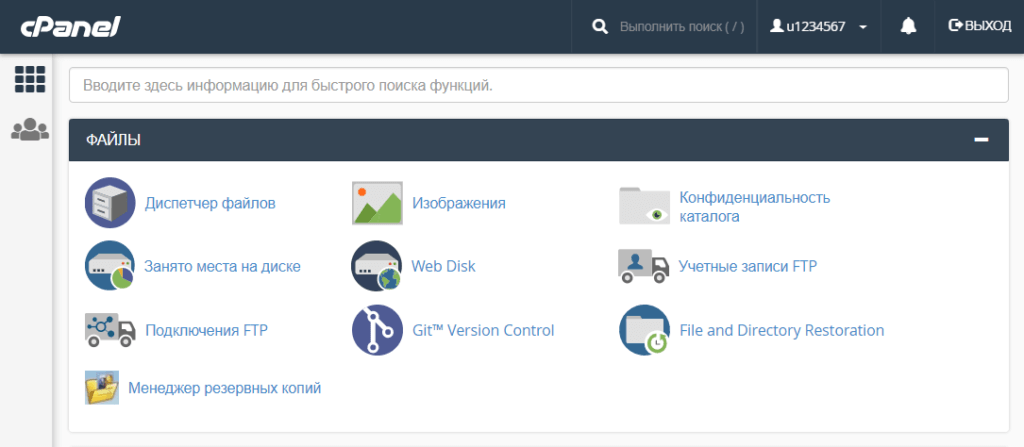 cPanel
Выполнить поиск ( / )
u1234567
ВЫХОД
Вводите здесь информацию для быстрого поиска функций.
ФАЙЛЫ
Диспетчер файлов
Изображения
Конфиденциальность
каталога
Занято места на диске
Web Disk
Учетные записи FTP
Подключения FTP
Git™ Version Control
File and Directory Restoration
Менеджер резервных копий